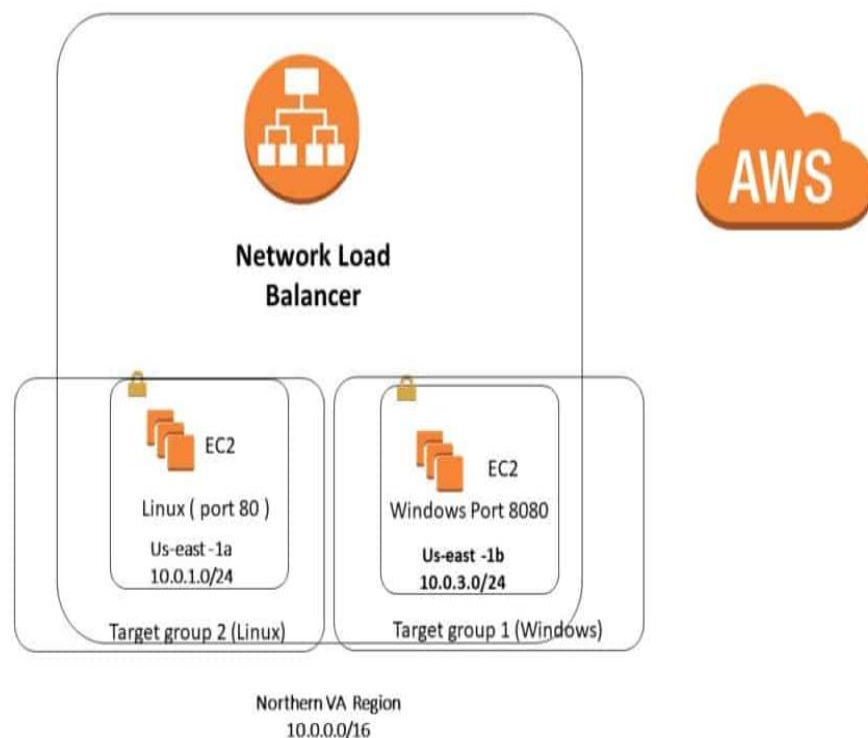 AWS
Network Load
Balancer
EC2
Linux ( port 80 )
Us-east -1a
10.0.1.0/24
Target group 2 (Linux)
EC2
Windows Port 8080
Us-east -1b
10.0.3.0/24
Target group 1 (Windows)
Northern VA Region
10.0.0.0/16